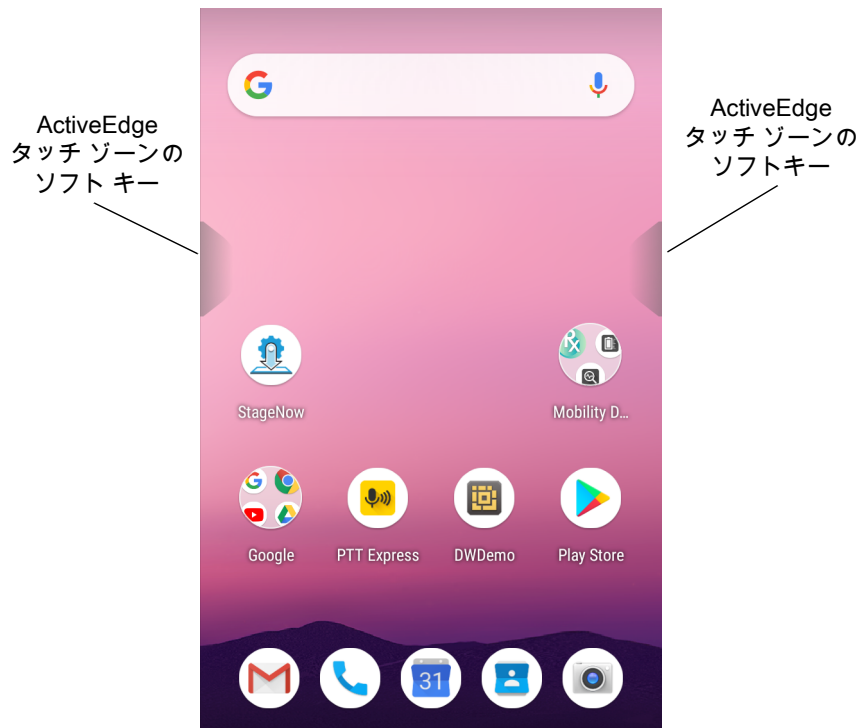 ActiveEdge
タッチ ゾーンの
ソフト キー
ActiveEdge
タッチ ゾーンの
ソフトキー
StageNow
Mobility D...
Google
PTT Express
DWDemo
Play Store
31